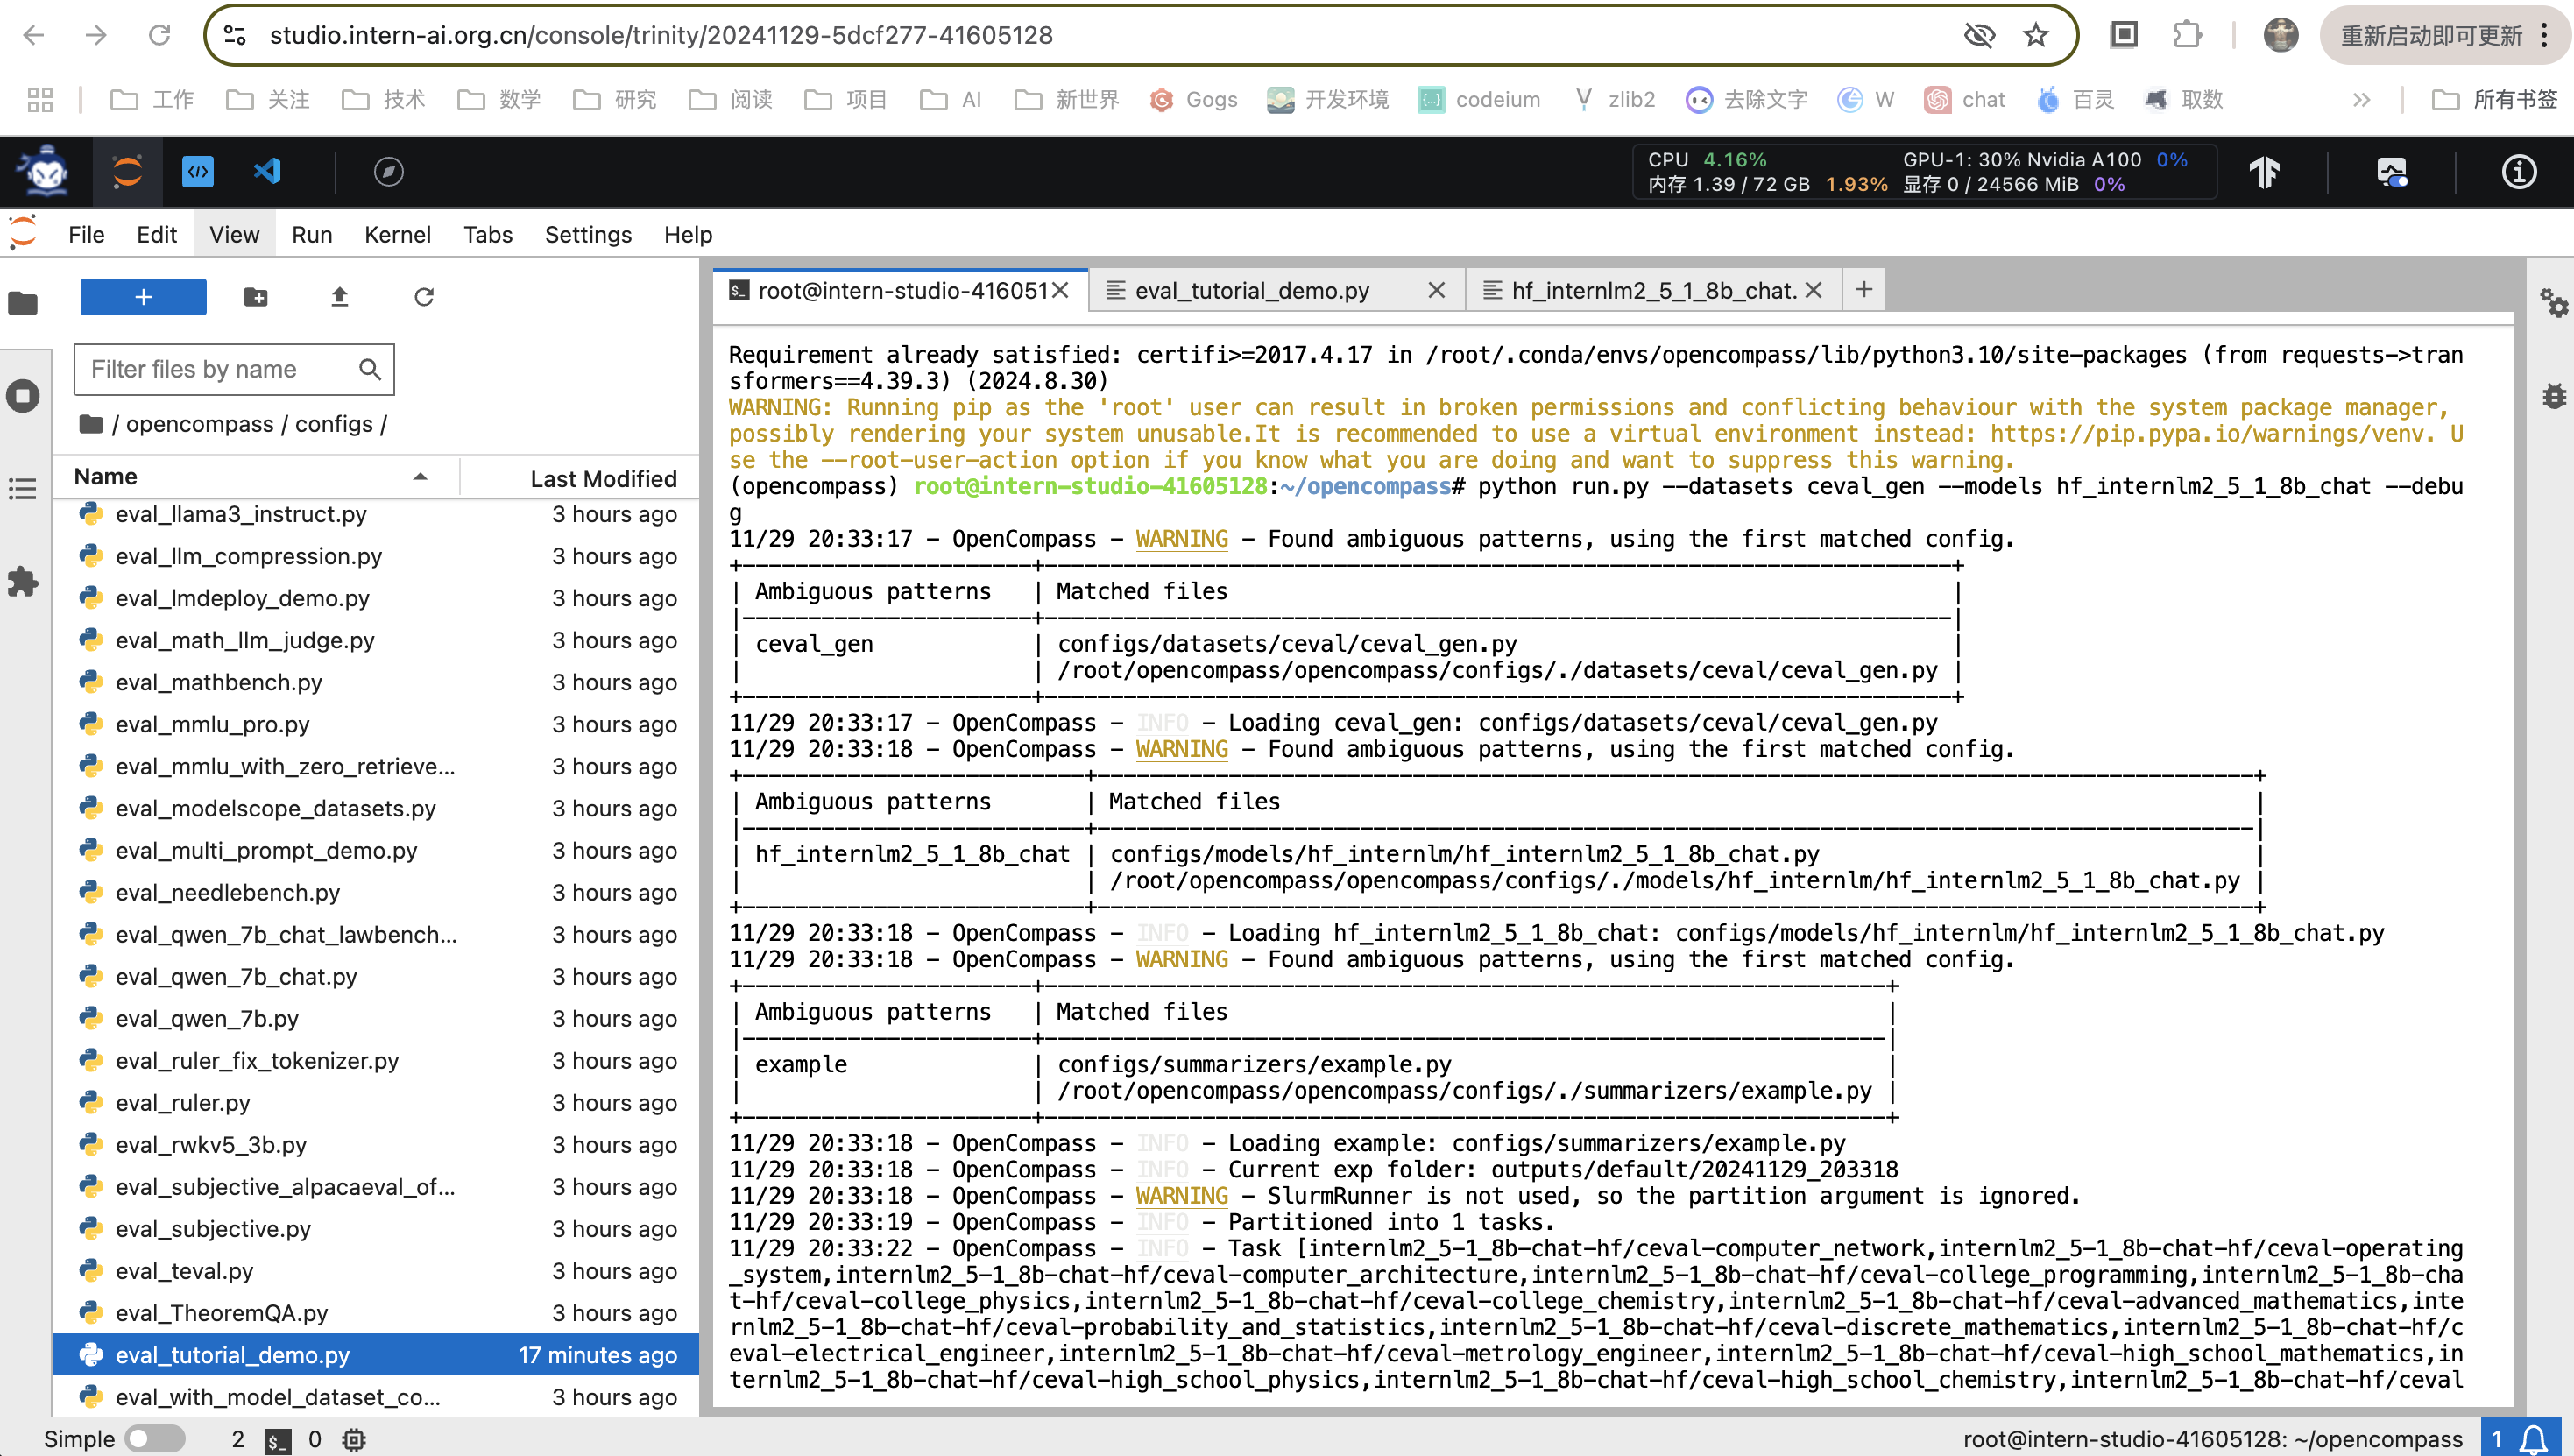 studio.intern-ai.org.cn/console/trinity/20241129-5dcf277-41605128
重新启动即可更新
工作 关注 技术 数学 研究 阅读 项目 AI 新世界 Gogs 开发环境 codeium zlib2 去除文字 W chat 百灵 取数 所有书签
CPU 4.16% GPU-1: 30% Nvidia A100 0%
内存 1.39 / 72 GB 1.93% 显存 0 / 24566 MiB 0%
File Edit View Run Kernel Tabs Settings Help
root@intern-studio-416051 eval_tutorial_demo.py hf_internlm2_5_1_8b_chat.
Filter files by name
/ opencompass / configs /
Name Last Modified
eval_llama3_instruct.py 3 hours ago
eval_llm_compression.py 3 hours ago
eval_lmdeploy_demo.py 3 hours ago
eval_math_llm_judge.py 3 hours ago
eval_mathbench.py 3 hours ago
eval_mmlu_pro.py 3 hours ago
eval_mmlu_with_zero_retrieve... 3 hours ago
eval_modelscope_datasets.py 3 hours ago
eval_multi_prompt_demo.py 3 hours ago
eval_needlebench.py 3 hours ago
eval_qwen_7b_chat_lawbench... 3 hours ago
eval_qwen_7b_chat.py 3 hours ago
eval_qwen_7b.py 3 hours ago
eval_ruler_fix_tokenizer.py 3 hours ago
eval_ruler.py 3 hours ago
eval_rwkv5_3b.py 3 hours ago
eval_subjective_alpacaeval_of... 3 hours ago
eval_subjective.py 3 hours ago
eval_teval.py 3 hours ago
eval_TheoremQA.py 3 hours ago
eval_tutorial_demo.py 17 minutes ago
eval_with_model_dataset_co... 3 hours ago
Requirement already satisfied: certifi>=2017.4.17 in /root/.conda/envs/opencompass/lib/python3.10/site-packages (from requests->tran
sformers==4.39.3) (2024.8.30)
WARNING: Running pip as the 'root' user can result in broken permissions and conflicting behaviour with the system package manager,
possibly rendering your system unusable.It is recommended to use a virtual environment instead: https://pip.pypa.io/warnings/venv. U
se the --root-user-action option if you know what you are doing and want to suppress this warning.
(opencompass) root@intern-studio-41605128:~/opencompass# python run.py --datasets ceval_gen --models hf_internlm2_5_1_8b_chat --debu
g
11/29 20:33:17 - OpenCompass - WARNING - Found ambiguous patterns, using the first matched config.
| Ambiguous patterns | Matched files |
| ceval_gen | configs/datasets/ceval/ceval_gen.py |
| | /root/opencompass/opencompass/configs/./datasets/ceval/ceval_gen.py |
11/29 20:33:17 - OpenCompass - INFO - Loading ceval_gen: configs/datasets/ceval/ceval_gen.py
11/29 20:33:18 - OpenCompass - WARNING - Found ambiguous patterns, using the first matched config.
| Ambiguous patterns | Matched files |
| hf_internlm2_5_1_8b_chat | configs/models/hf_internlm/hf_internlm2_5_1_8b_chat.py |
| | /root/opencompass/opencompass/configs/./models/hf_internlm/hf_internlm2_5_1_8b_chat.py |
11/29 20:33:18 - OpenCompass - INFO - Loading hf_internlm2_5_1_8b_chat: configs/models/hf_internlm/hf_internlm2_5_1_8b_chat.py
11/29 20:33:18 - OpenCompass - WARNING - Found ambiguous patterns, using the first matched config.
| Ambiguous patterns | Matched files |
| example | configs/summarizers/example.py |
| | /root/opencompass/opencompass/configs/./summarizers/example.py |
11/29 20:33:18 - OpenCompass - INFO - Loading example: configs/summarizers/example.py
11/29 20:33:18 - OpenCompass - INFO - Current exp folder: outputs/default/20241129_203318
11/29 20:33:18 - OpenCompass - WARNING - SlurmRunner is not used, so the partition argument is ignored.
11/29 20:33:19 - OpenCompass - INFO - Partitioned into 1 tasks.
11/29 20:33:22 - OpenCompass - INFO - Task [internlm2_5-1_8b-chat-hf/ceval-computer_network,internlm2_5-1_8b-chat-hf/ceval-operating
_system,internlm2_5-1_8b-chat-hf/ceval-computer_architecture,internlm2_5-1_8b-chat-hf/ceval-college_programming,internlm2_5-1_8b-cha
t-hf/ceval-college_physics,internlm2_5-1_8b-chat-hf/ceval-college_chemistry,internlm2_5-1_8b-chat-hf/ceval-advanced_mathematics,inte
rnlm2_5-1_8b-chat-hf/ceval-probability_and_statistics,internlm2_5-1_8b-chat-hf/ceval-discrete_mathematics,internlm2_5-1_8b-chat-hf/c
eval-electrical_engineer,internlm2_5-1_8b-chat-hf/ceval-metrology_engineer,internlm2_5-1_8b-chat-hf/ceval-high_school_mathematics,in
ternlm2_5-1_8b-chat-hf/ceval-high_school_physics,internlm2_5-1_8b-chat-hf/ceval-high_school_chemistry,internlm2_5-1_8b-chat-hf/ceval
Simple 2 0 root@intern-studio-41605128: ~/opencompass 1